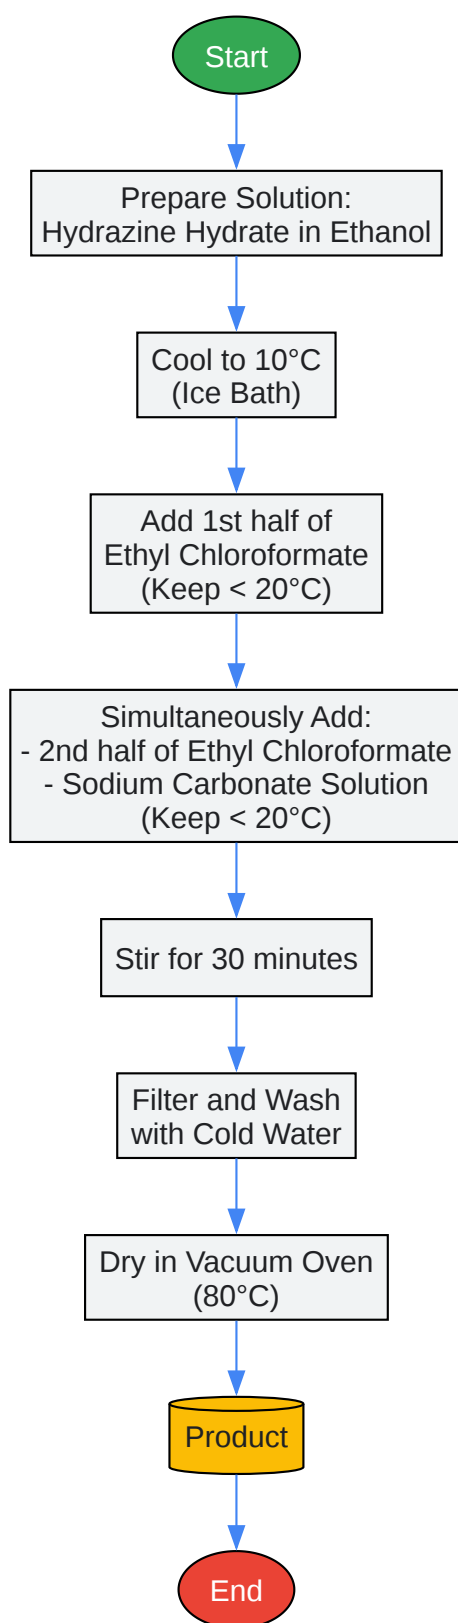 Start
Prepare Solution:
Hydrazine Hydrate in Ethanol
Cool to 10°C
(Ice Bath)
Add 1st half of
Ethyl Chloroformate
(Keep < 20°C)
Simultaneously Add:
- 2nd half of Ethyl Chloroformate
- Sodium Carbonate Solution
(Keep < 20°C)
Stir for 30 minutes
Filter and Wash
with Cold Water
Dry in Vacuum Oven
(80°C)
Product
End